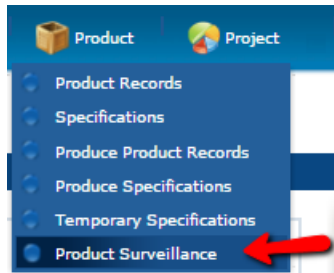 Product Project
Product Records
Specifications
Produce Product Records
Produce Specifications
Temporary Specifications
Product Surveillance